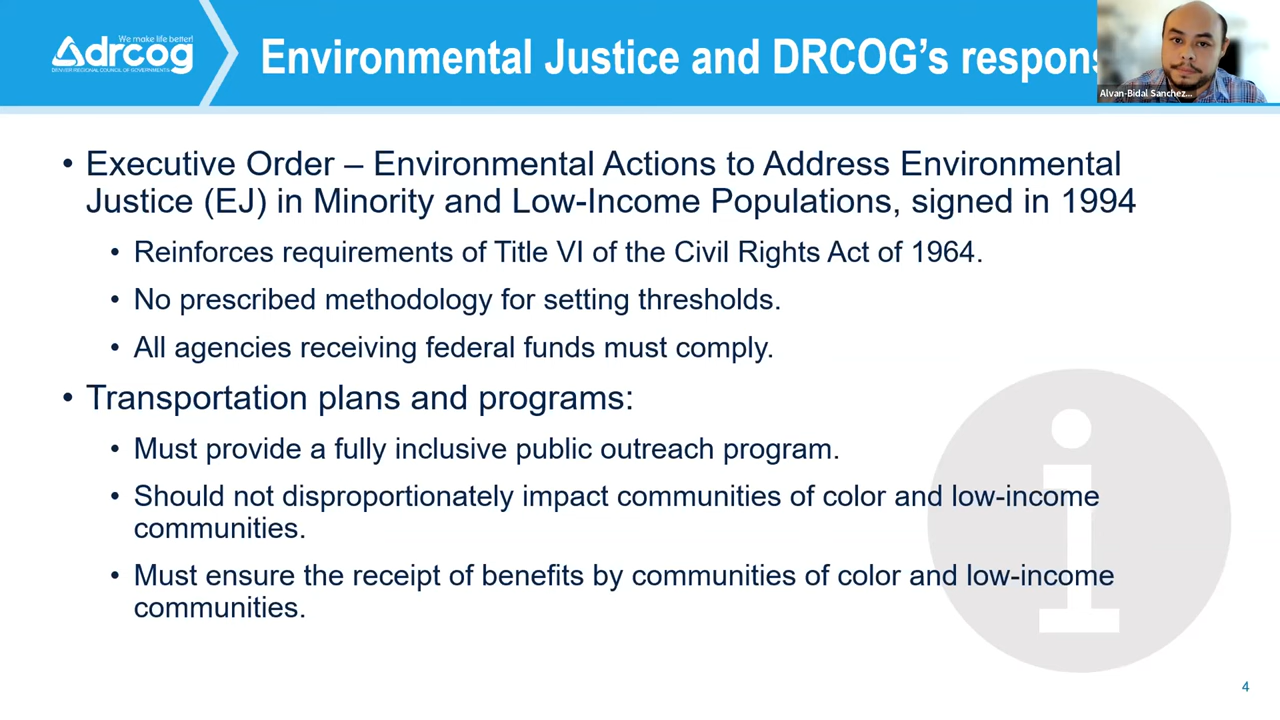 We make life better!
drcog
DENVER REGIONAL COUNCIL OF GOVERNMENTS
Environmental Justice and DRCOG's respons
Alvan-Bidal Sanchez...
• Executive Order – Environmental Actions to Address Environmental
Justice (EJ) in Minority and Low-Income Populations, signed in 1994
• Reinforces requirements of Title VI of the Civil Rights Act of 1964.
• No prescribed methodology for setting thresholds.
• All agencies receiving federal funds must comply.
• Transportation plans and programs:
• Must provide a fully inclusive public outreach program.
• Should not disproportionately impact communities of color and low-income
communities.
• Must ensure the receipt of benefits by communities of color and low-income
communities.
4